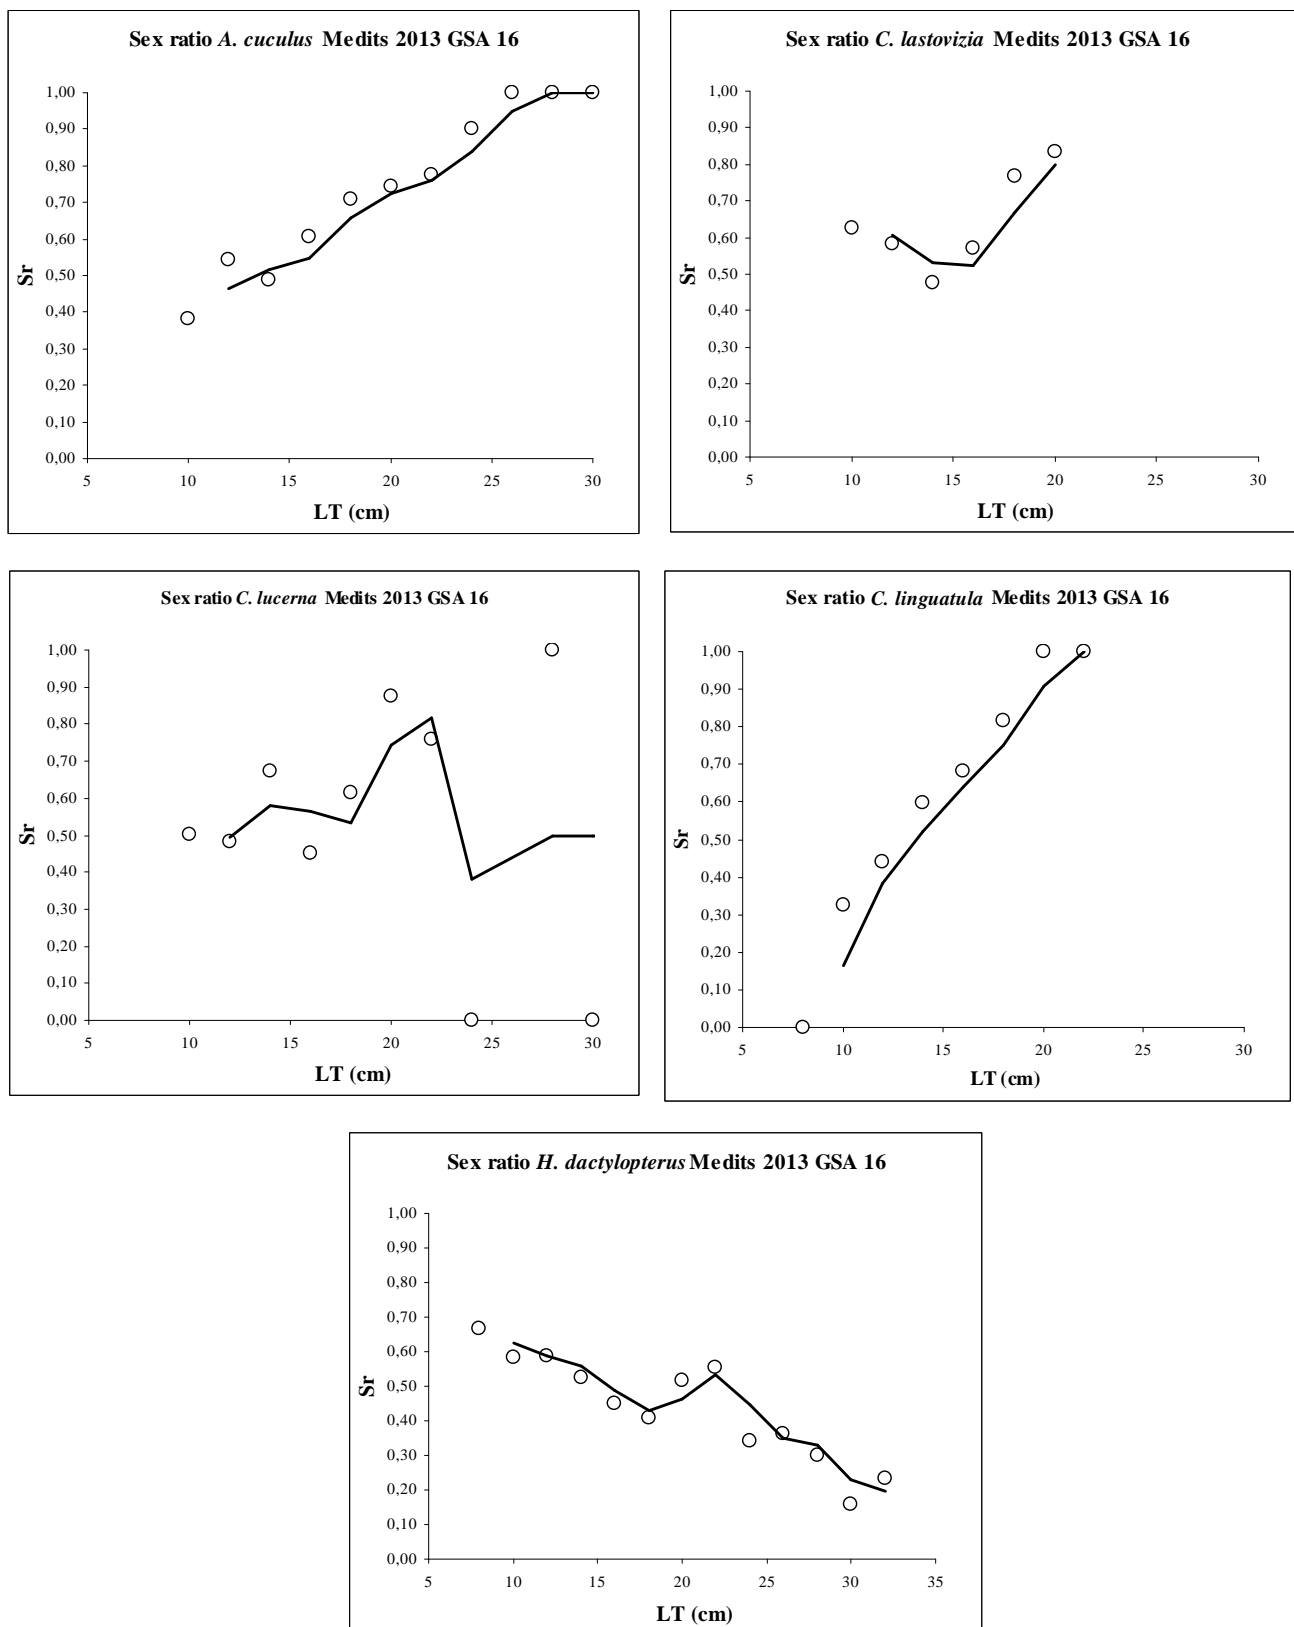 Sex ratio A. cuculus Medits 2013 GSA 16
1,00
0,90
0,80
0,70
0,60
0,50
0,40
0,30
0,20
0,10
0,00
Sr
5 10 15 20 25 30
LT (cm)
Sex ratio C. lastovizia Medits 2013 GSA 16
1,00
0,90
0,80
0,70
0,60
0,50
0,40
0,30
0,20
0,10
0,00
Sr
5 10 15 20 25 30
LT (cm)
Sex ratio C. lucerna Medits 2013 GSA 16
1,00
0,90
0,80
0,70
0,60
0,50
0,40
0,30
0,20
0,10
0,00
Sr
5 10 15 20 25 30
LT (cm)
Sex ratio C. linguatula Medits 2013 GSA 16
1,00
0,90
0,80
0,70
0,60
0,50
0,40
0,30
0,20
0,10
0,00
Sr
5 10 15 20 25 30
LT (cm)
Sex ratio H. dactylopterus Medits 2013 GSA 16
1,00
0,90
0,80
0,70
0,60
0,50
0,40
0,30
0,20
0,10
0,00
Sr
5 10 15 20 25 30 35
LT (cm)